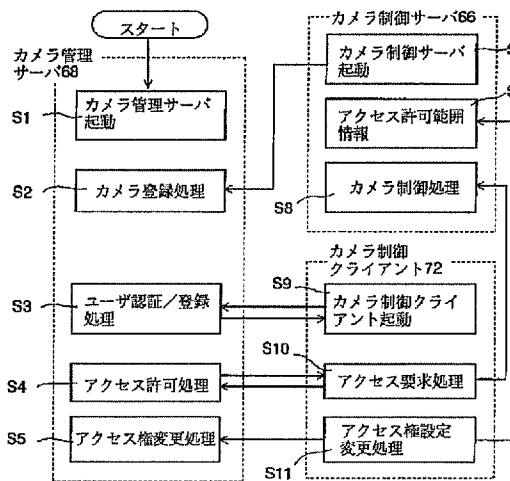 スタート
カメラ管理
サーバ68
S1
カメラ管理サーバ
起動
S2
カメラ登録処理
S3
ユーザ認証/登録
処理
S4
アクセス許可処理
S5
アクセス権変更処理
カメラ制御サーバ66
カメラ制御サーバ
起動
S
アクセス許可範囲
情報
S
カメラ制御処理
S8
カメラ制御
クライアント72
S9
カメラ制御クライ
アント起動
S10
アクセス要求処理
アクセス権設定
変更処理
S11